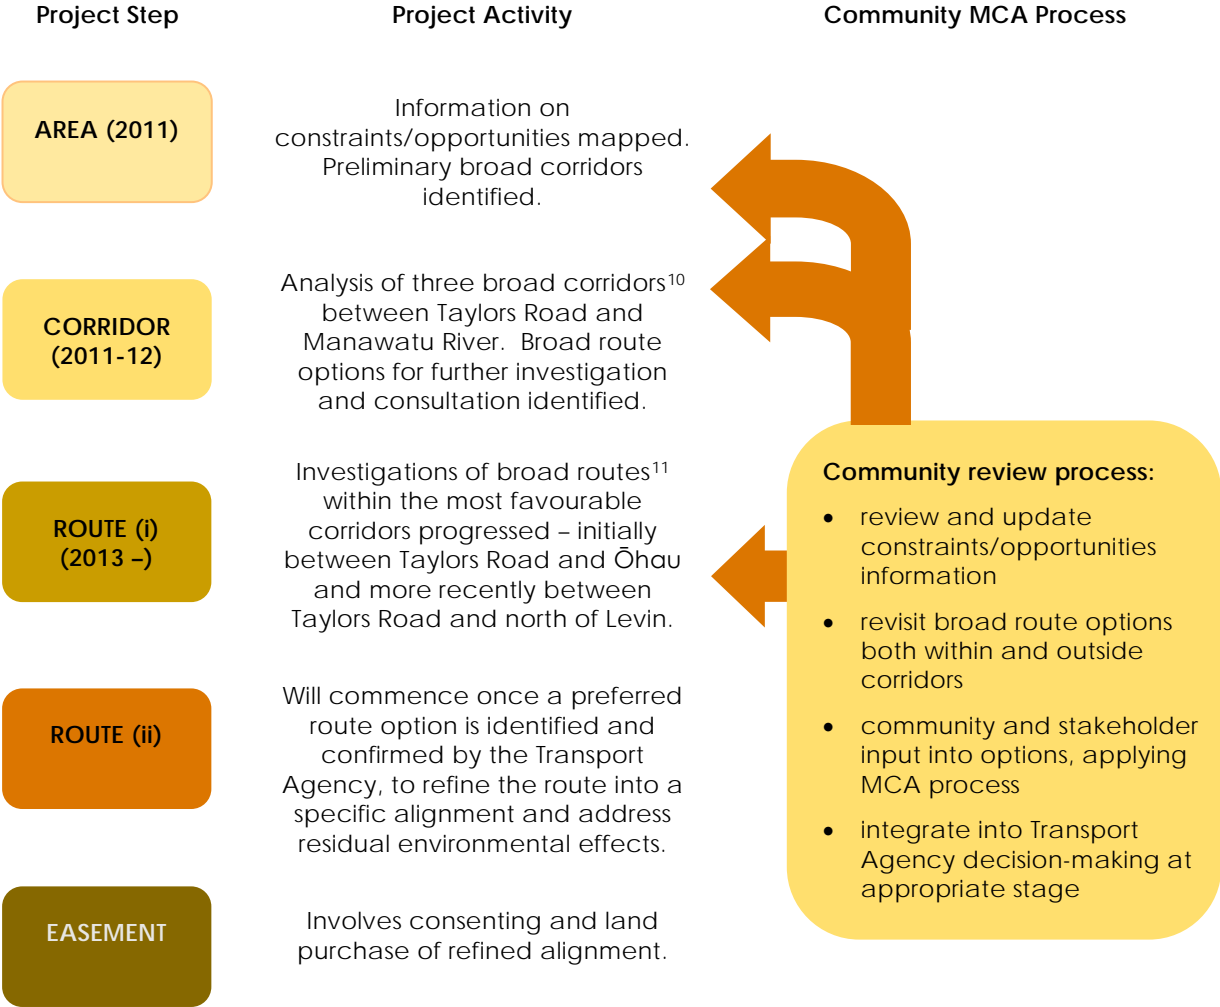 Project Step
Project Activity
Community MCA Process
AREA (2011)
Information on
constraints/opportunities mapped.
Preliminary broad corridors
identified.
CORRIDOR
(2011-12)
Analysis of three broad corridors¹⁰
between Taylors Road and
Manawatu River.  Broad route
options for further investigation
and consultation identified.
ROUTE (i)
(2013 –)
Investigations of broad routes¹¹
within the most favourable
corridors progressed – initially
between Taylors Road and Ōhau
and more recently between
Taylors Road and north of Levin.
ROUTE (ii)
Will commence once a preferred
route option is identified and
confirmed by the Transport
Agency, to refine the route into a
specific alignment and address
residual environmental effects.
EASEMENT
Involves consenting and land
purchase of refined alignment.
Community review process:
• review and update
constraints/opportunities
information
• revisit broad route options
both within and outside
corridors
• community and stakeholder
input into options, applying
MCA process
• integrate into Transport
Agency decision-making at
appropriate stage